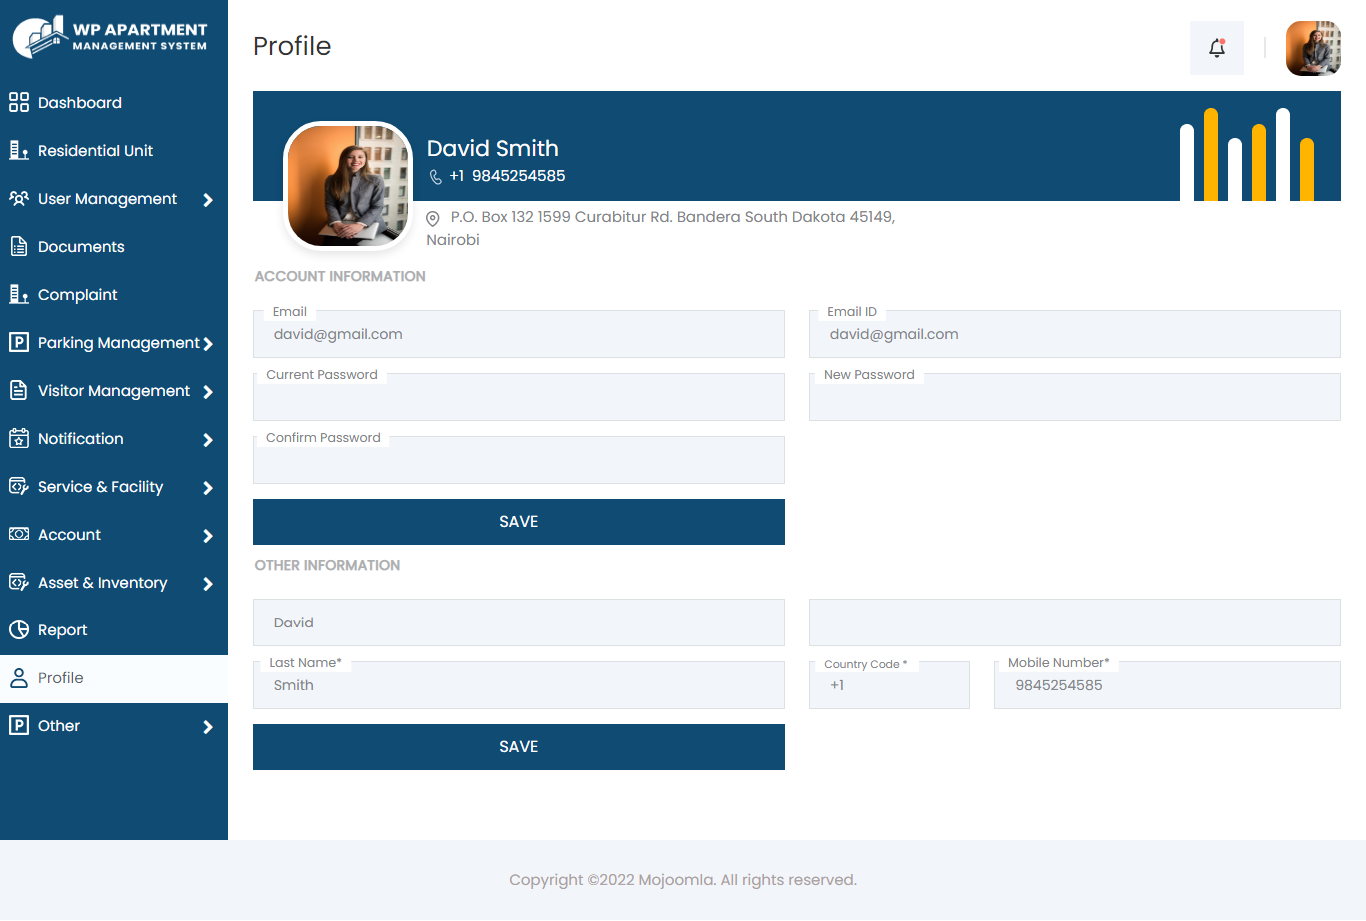 WP APARTMENT
MANAGEMENT SYSTEM
Dashboard
Residential Unit
User Management
Documents
Complaint
Parking Management
Visitor Management
Notification
Service & Facility
Account
Asset & Inventory
Report
Profile
Other
Profile
David Smith
+1 9845254585
P.O. Box 132 1599 Curabitur Rd. Bandera South Dakota 45149,
Nairobi
ACCOUNT INFORMATION
Email
david@gmail.com
Email ID
david@gmail.com
Current Password
New Password
Confirm Password
SAVE
OTHER INFORMATION
David
Last Name*
Smith
Country Code *
+1
Mobile Number*
9845254585
SAVE
Copyright ©2022 Mojoomla. All rights reserved.